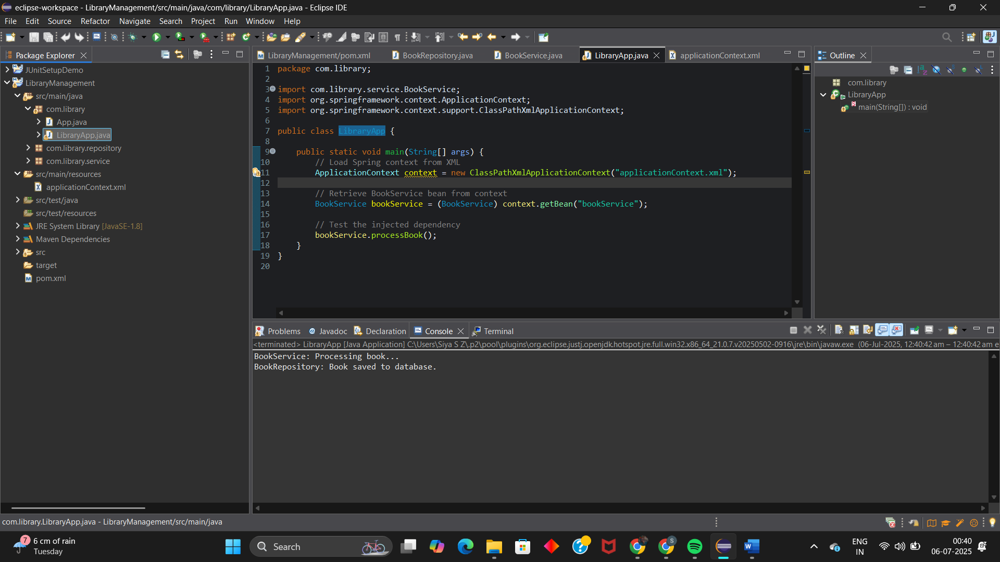 eclipse-workspace - LibraryManagement/src/main/java/com/library/LibraryApp.java - Eclipse IDE
File Edit Source Refactor Navigate Search Project Run Window Help
Package Explorer
JUnitSetupDemo
LibraryManagement
src/main/java
com.library
App.java
LibraryApp.java
com.library.repository
com.library.service
src/main/resources
applicationContext.xml
src/test/java
src/test/resources
JRE System Library [JavaSE-1.8]
Maven Dependencies
src
target
pom.xml
LibraryManagement/pom.xml BookRepository.java BookService.java LibraryApp.java applicationContext.xml
1 package com.library;
2
3 import com.library.service.BookService;
4 import org.springframework.context.ApplicationContext;
5 import org.springframework.context.support.ClassPathXmlApplicationContext;
6
7 public class LibraryApp {
8
9     public static void main(String[] args) {
10         // Load Spring context from XML
11         ApplicationContext context = new ClassPathXmlApplicationContext("applicationContext.xml");
12
13         // Retrieve BookService bean from context
14         BookService bookService = (BookService) context.getBean("bookService");
15
16         // Test the injected dependency
17         bookService.processBook();
18     }
19 }
20
Outline
com.library
LibraryApp
main(String[]) : void
Problems Javadoc Declaration Console Terminal
<terminated> LibraryApp [Java Application] C:\Users\Siya S Z\.p2\pool\plugins\org.eclipse.justj.openjdk.hotspot.jre.full.win32.x86_64_21.0.7.v20250502-0916\jre\bin\javaw.exe (06-Jul-2025, 12:40:42 am – 12:40:42 am e
BookService: Processing book...
BookRepository: Book saved to database.
com.library.LibraryApp.java - LibraryManagement/src/main/java
7
6 cm of rain
Tuesday
Search
ENG
IN
00:40
06-07-2025